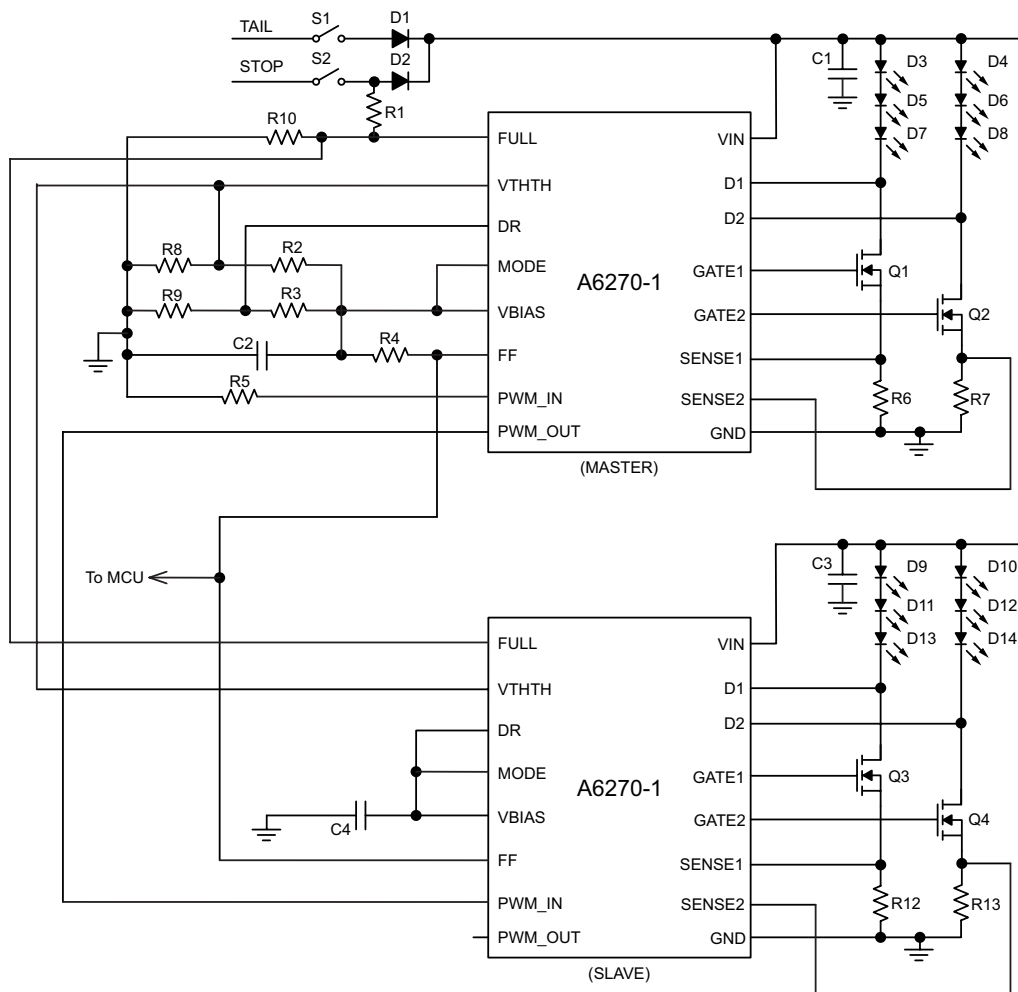 TAIL
S1
D1
STOP
S2
D2
R1
R10
C1
D3
D4
D5
D6
D7
D8
FULL
VIN
VTHTH
D1
DR
D2
R8
R2
MODE
GATE1
Q1
A6270-1
R9
R3
VBIAS
GATE2
Q2
C2
R4
FF
SENSE1
R5
PWM_IN
SENSE2
R6
R7
PWM_OUT
GND
(MASTER)
To MCU
C3
D9
D10
D11
D12
D13
D14
FULL
VIN
VTHTH
D1
DR
D2
MODE
GATE1
Q3
A6270-1
C4
VBIAS
GATE2
Q4
FF
SENSE1
PWM_IN
SENSE2
R12
R13
PWM_OUT
GND
(SLAVE)